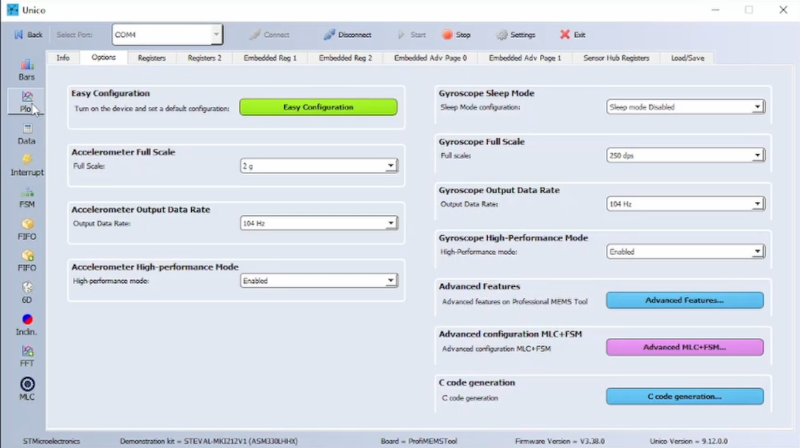 Unico
Back
Select Port:
COM4
Connect
Disconnect
Start
Stop
Settings
Exit
Info
Options
Registers
Registers 2
Embedded Reg 1
Embedded Reg 2
Embedded Adv Page 0
Embedded Adv Page 1
Sensor Hub Registers
Load/Save
Bars
Plot
Data
Interrupt
FSM
FIFO
FIFO
6D
Inclin.
FFT
MLC
Easy Configuration
Turn on the device and set a default configuration:
Easy Configuration
Accelerometer Full Scale
Full Scale:
2 g
Accelerometer Output Data Rate
Output Data Rate:
104 Hz
Accelerometer High-performance Mode
High-performance mode:
Enabled
Gyroscope Sleep Mode
Sleep Mode configuration:
Sleep mode Disabled
Gyroscope Full Scale
Full scale:
250 dps
Gyroscope Output Data Rate
Output Data Rate:
104 Hz
Gyroscope High-Performance Mode
High-Performance mode:
Enabled
Advanced Features
Advanced features on Professional MEMS Tool
Advanced Features...
Advanced configuration MLC+FSM
Advanced configuration MLC+FSM
Advanced MLC+FSM...
C code generation
C code generation
C code generation...
STMicroelectronics
Demonstration kit = STEVAL-MKI212V1 (ASM330LHHX)
Board = ProfiMEMSTool
Firmware Version = V3.38.0
Unico Version = 9.12.0.0